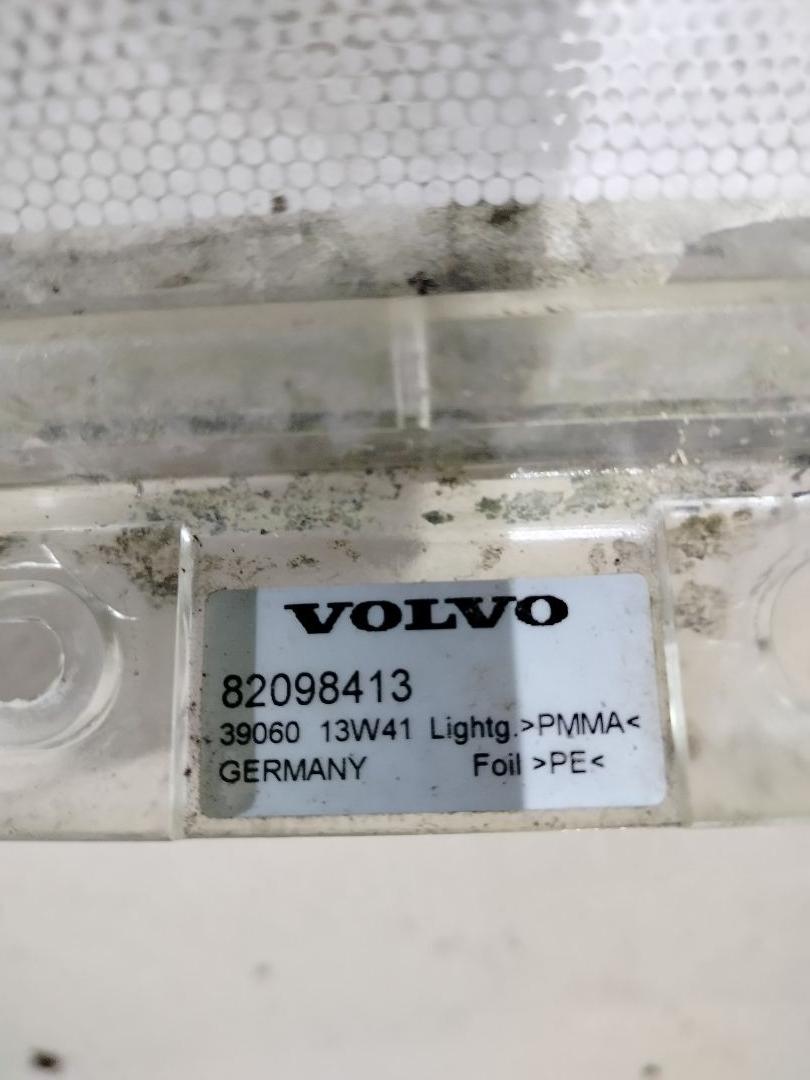 VOLVO
82098413
39060 13W41 Lightg.>PMMA<
GERMANY Foil >PE<